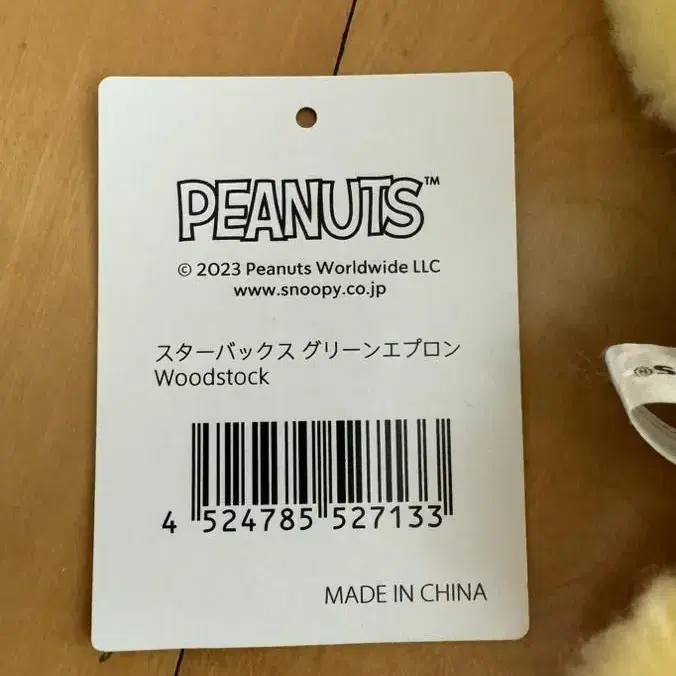 PEANUTS™
© 2023 Peanuts Worldwide LLC
www.snoopy.co.jp
スターバックス グリーンエプロン
Woodstock
4 524785 527133
MADE IN CHINA